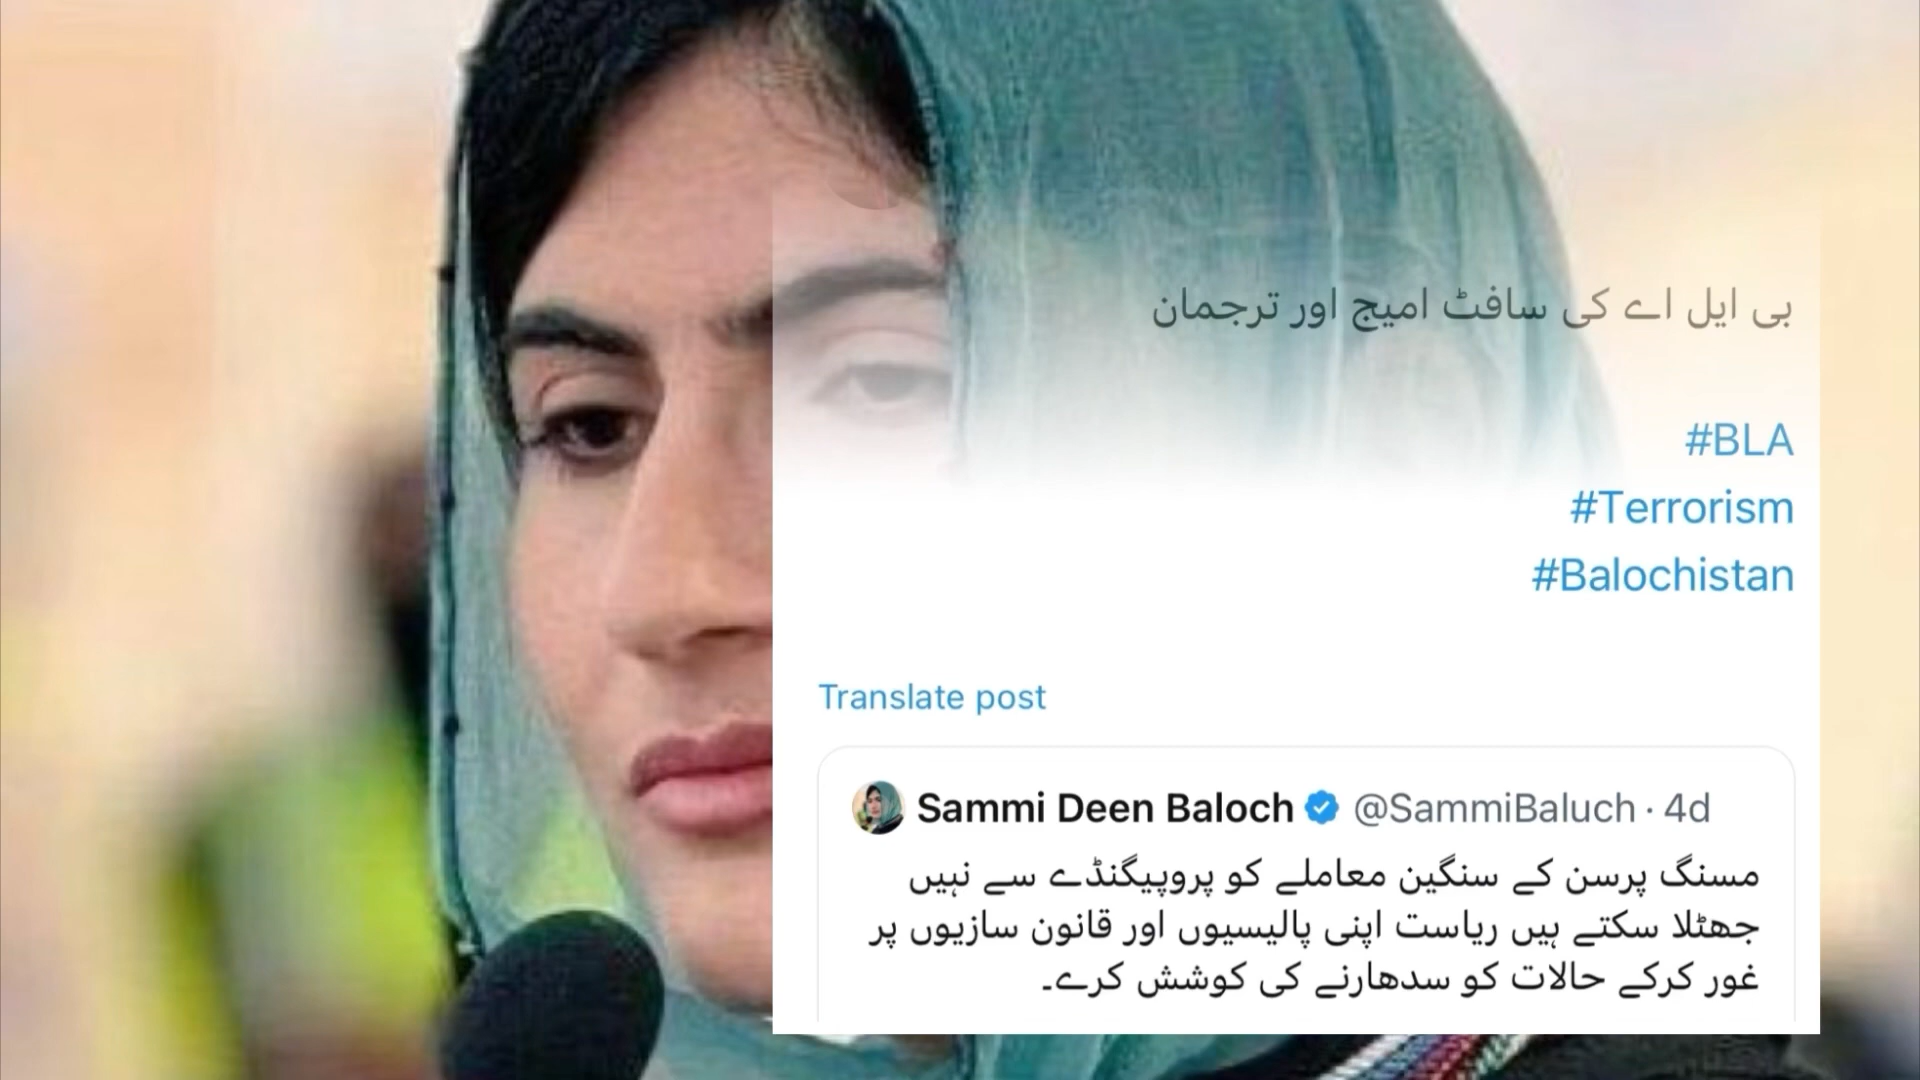 بی ایل اے کی سافٹ امیج اور ترجمان
#BLA
#Terrorism
#Balochistan
Translate post
Sammi Deen Baloch @SammiBaluch · 4d
مسنگ پرسن کے سنگین معاملے کو پروپیگنڈے سے نہیں
جھٹلا سکتے ہیں ریاست اپنی پالیسیوں اور قانون سازیوں پر
غور کرکے حالات کو سدھارنے کی کوشش کرے۔